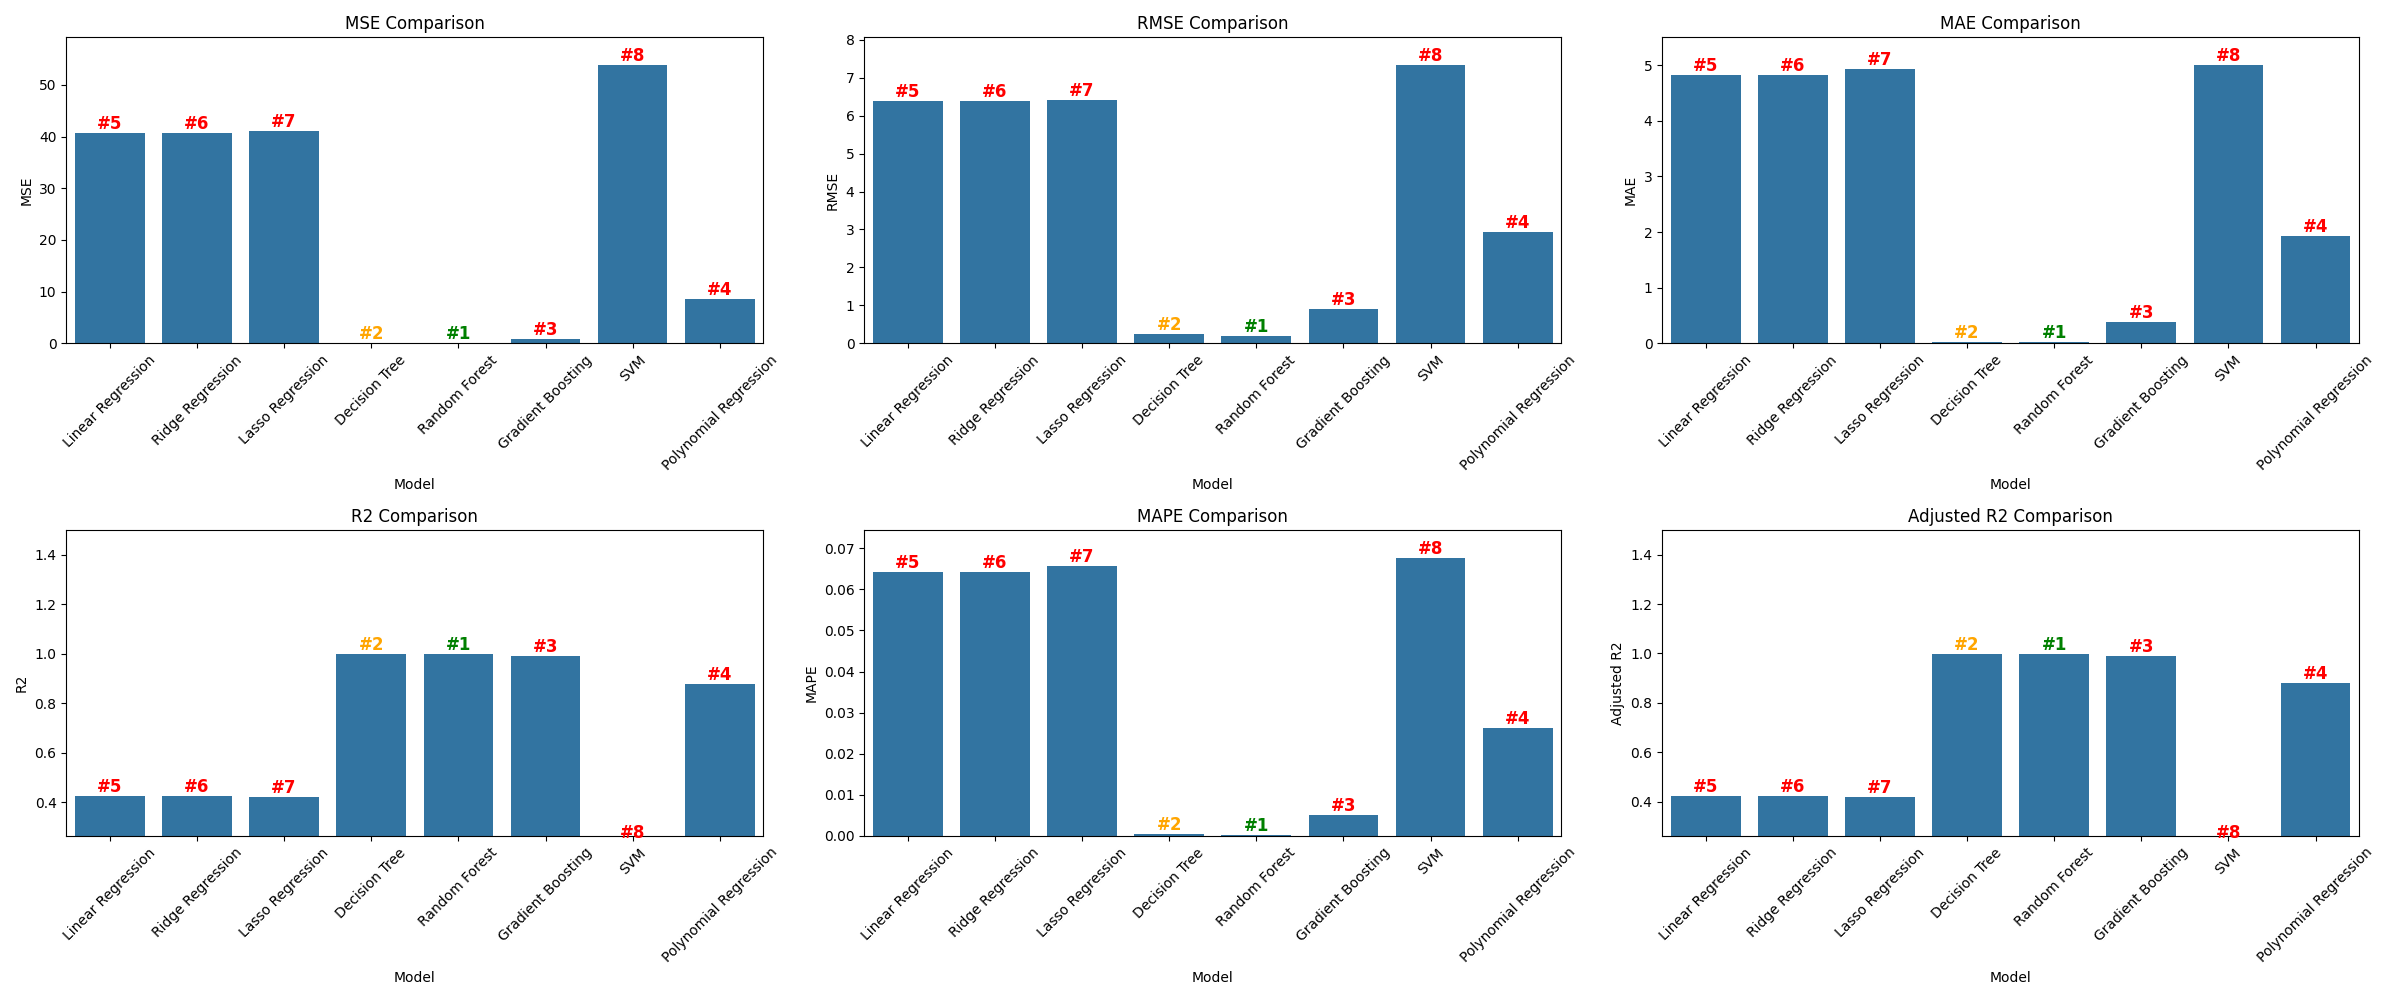 MSE Comparison
MSE
50
40
30
20
10
0
#5
#6
#7
#2
#1
#3
#8
#4
Linear Regression
Ridge Regression
Lasso Regression
Decision Tree
Random Forest
Gradient Boosting
SVM
Polynomial Regression
Model
RMSE Comparison
RMSE
8
7
6
5
4
3
2
1
0
#5
#6
#7
#2
#1
#3
#8
#4
Linear Regression
Ridge Regression
Lasso Regression
Decision Tree
Random Forest
Gradient Boosting
SVM
Polynomial Regression
Model
MAE Comparison
MAE
5
4
3
2
1
0
#5
#6
#7
#2
#1
#3
#8
#4
Linear Regression
Ridge Regression
Lasso Regression
Decision Tree
Random Forest
Gradient Boosting
SVM
Polynomial Regression
Model
R2 Comparison
R2
1.4
1.2
1.0
0.8
0.6
0.4
#5
#6
#7
#2
#1
#3
#8
#4
Linear Regression
Ridge Regression
Lasso Regression
Decision Tree
Random Forest
Gradient Boosting
SVM
Polynomial Regression
Model
MAPE Comparison
MAPE
0.07
0.06
0.05
0.04
0.03
0.02
0.01
0.00
#5
#6
#7
#2
#1
#3
#8
#4
Linear Regression
Ridge Regression
Lasso Regression
Decision Tree
Random Forest
Gradient Boosting
SVM
Polynomial Regression
Model
Adjusted R2 Comparison
Adjusted R2
1.4
1.2
1.0
0.8
0.6
0.4
#5
#6
#7
#2
#1
#3
#8
#4
Linear Regression
Ridge Regression
Lasso Regression
Decision Tree
Random Forest
Gradient Boosting
SVM
Polynomial Regression
Model